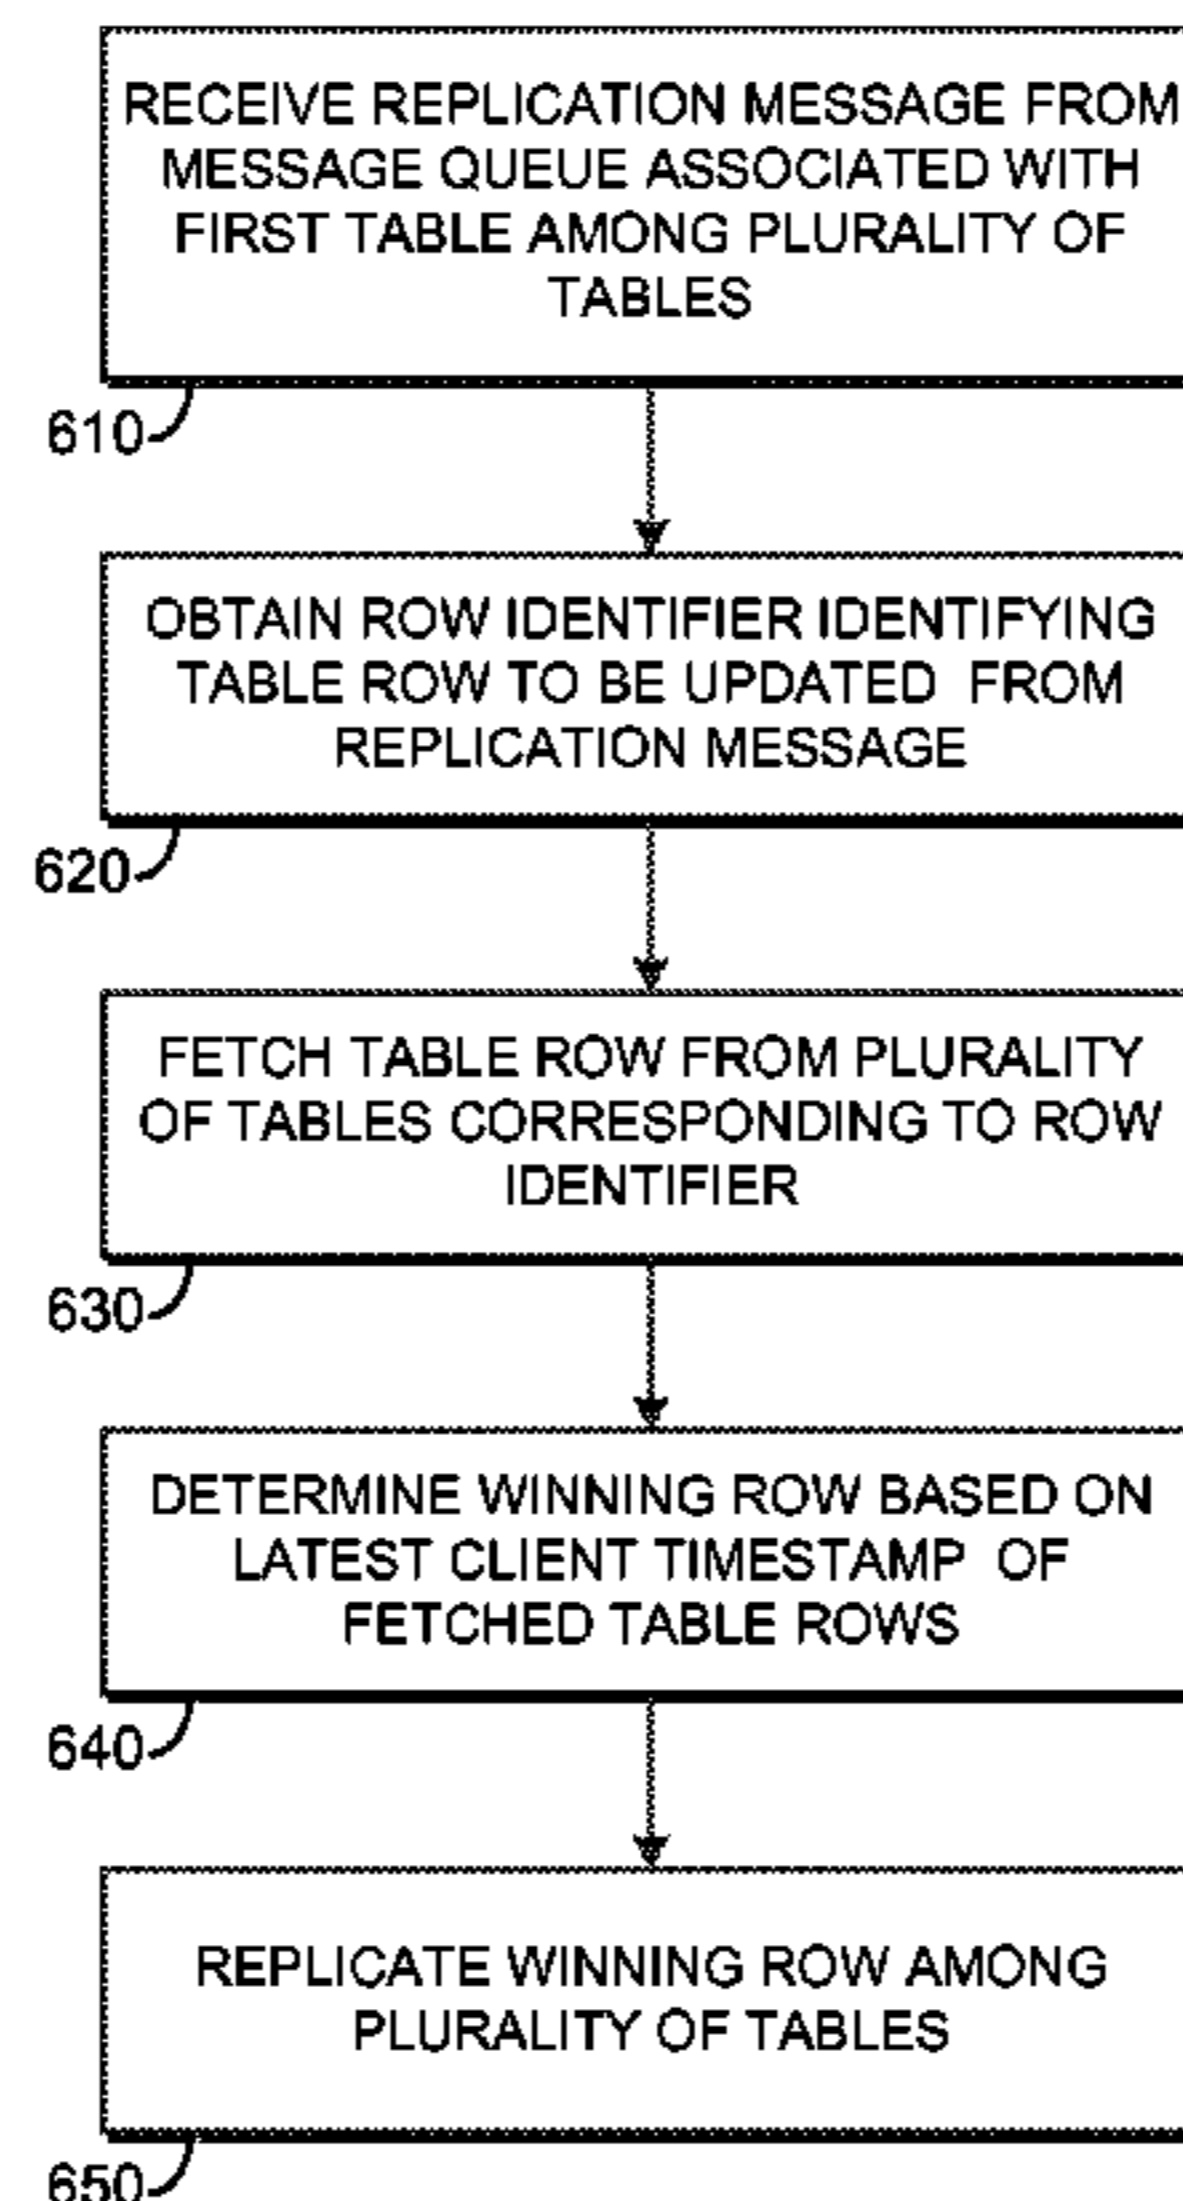 RECEIVE REPLICATION MESSAGE FROM
MESSAGE QUEUE ASSOCIATED WITH
FIRST TABLE AMONG PLURALITY OF
TABLES
610
OBTAIN ROW IDENTIFIER IDENTIFYING
TABLE ROW TO BE UPDATED FROM
REPLICATION MESSAGE
620
FETCH TABLE ROW FROM PLURALITY
OF TABLES CORRESPONDING TO ROW
IDENTIFIER
630
DETERMINE WINNING ROW BASED ON
LATEST CLIENT TIMESTAMP OF
FETCHED TABLE ROWS
640
REPLICATE WINNING ROW AMONG
PLURALITY OF TABLES
650